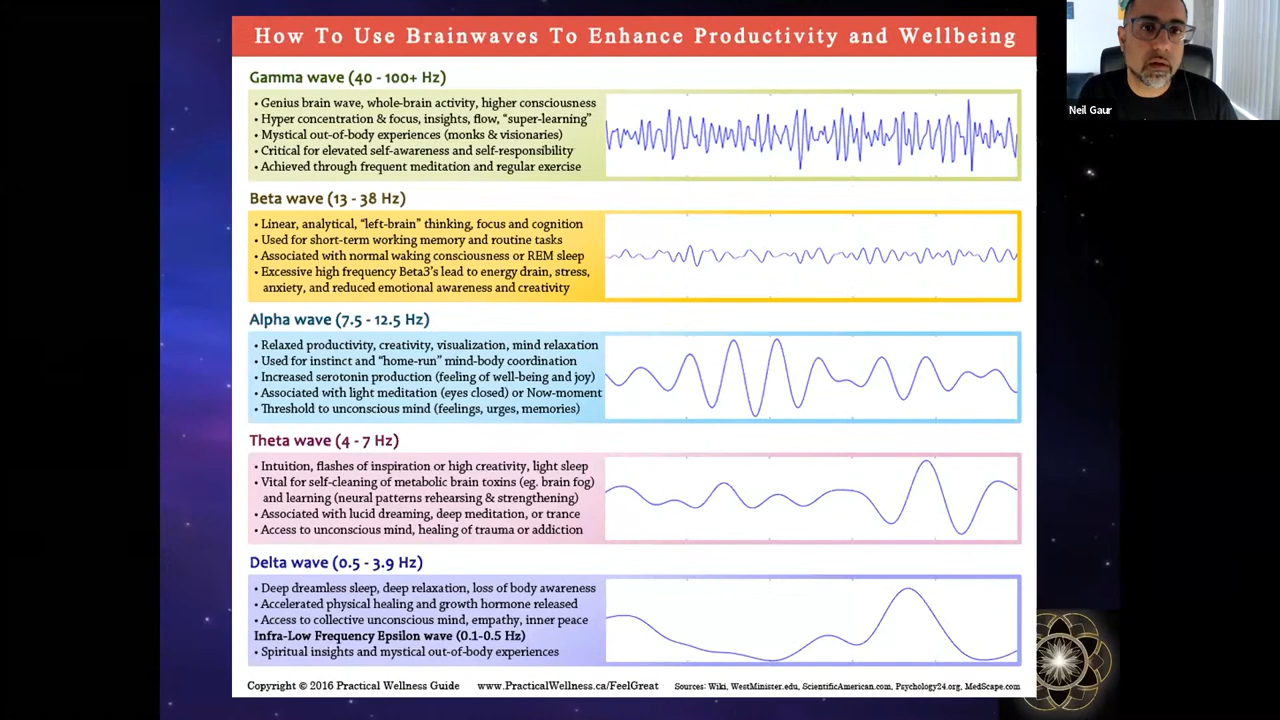 How To Use Brainwaves To Enhance Productivity and Wellbeing
Neil Gaur
Gamma wave (40 - 100+ Hz)
• Genius brain wave, whole-brain activity, higher consciousness
• Hyper concentration & focus, insights, flow, “super-learning”
• Mystical out-of-body experiences (monks & visionaries)
• Critical for elevated self-awareness and self-responsibility
• Achieved through frequent meditation and regular exercise
Beta wave (13 - 38 Hz)
• Linear, analytical, “left-brain” thinking, focus and cognition
• Used for short-term working memory and routine tasks
• Associated with normal waking consciousness or REM sleep
• Excessive high frequency Beta3's lead to energy drain, stress,
anxiety, and reduced emotional awareness and creativity
Alpha wave (7.5 - 12.5 Hz)
• Relaxed productivity, creativity, visualization, mind relaxation
• Used for instinct and “home-run” mind-body coordination
• Increased serotonin production (feeling of well-being and joy)
• Associated with light meditation (eyes closed) or Now-moment
• Threshold to unconscious mind (feelings, urges, memories)
Theta wave (4 - 7 Hz)
• Intuition, flashes of inspiration or high creativity, light sleep
• Vital for self-cleaning of metabolic brain toxins (eg. brain fog)
and learning (neural patterns rehearsing & strengthening)
• Associated with lucid dreaming, deep meditation, or trance
• Access to unconscious mind, healing of trauma or addiction
Delta wave (0.5 - 3.9 Hz)
• Deep dreamless sleep, deep relaxation, loss of body awareness
• Accelerated physical healing and growth hormone released
• Access to collective unconscious mind, empathy, inner peace
Infra-Low Frequency Epsilon wave (0.1-0.5 Hz)
• Spiritual insights and mystical out-of-body experiences
Copyright © 2016 Practical Wellness Guide www.PracticalWellness.ca/FeelGreat Sources: Wiki, WestMinister.edu, ScientificAmerican.com, Psychology24.org, MedScape.com